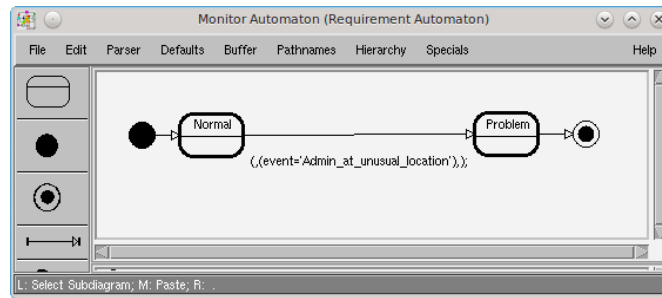 Monitor Automaton (Requirement Automaton)
File Edit Parser Defaults Buffer Pathnames Hierarchy Specials Help
Normal
Problem
(,(event='Admin_at_unusual_location'),);
L: Select Subdiagram; M: Paste; R: .